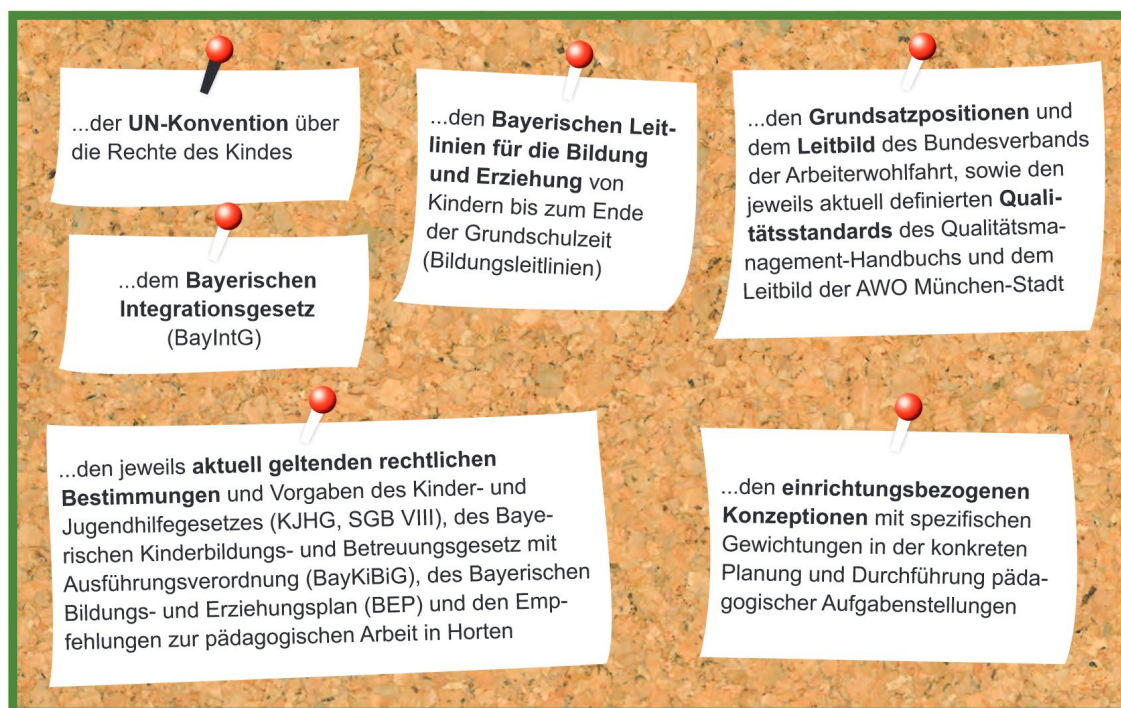 ...der UN-Konvention über
die Rechte des Kindes
...dem Bayerischen
Integrationsgesetz
(BayIntG)
...den Bayerischen Leit-
linien für die Bildung
und Erziehung von
Kindern bis zum Ende
der Grundschulzeit
(Bildungsleitlinien)
...den Grundsatzpositionen und
dem Leitbild des Bundesverbands
der Arbeiterwohlfahrt, sowie den
jeweils aktuell definierten Quali-
tätsstandards des Qualitätsma-
nagement-Handbuchs und dem
Leitbild der AWO München-Stadt
...den jeweils aktuell geltenden rechtlichen
Bestimmungen und Vorgaben des Kinder- und
Jugendhilfegesetzes (KJHG, SGB VIII), des Baye-
rischen Kinderbildungs- und Betreuungsgesetz mit
Ausführungsverordnung (BayKiBiG), des Bayerischen
Bildungs- und Erziehungsplan (BEP) und den Emp-
fehlungen zur pädagogischen Arbeit in Horten
...den einrichtungsbezogenen
Konzeptionen mit spezifischen
Gewichtungen in der konkreten
Planung und Durchführung päda-
gogischer Aufgabenstellungen